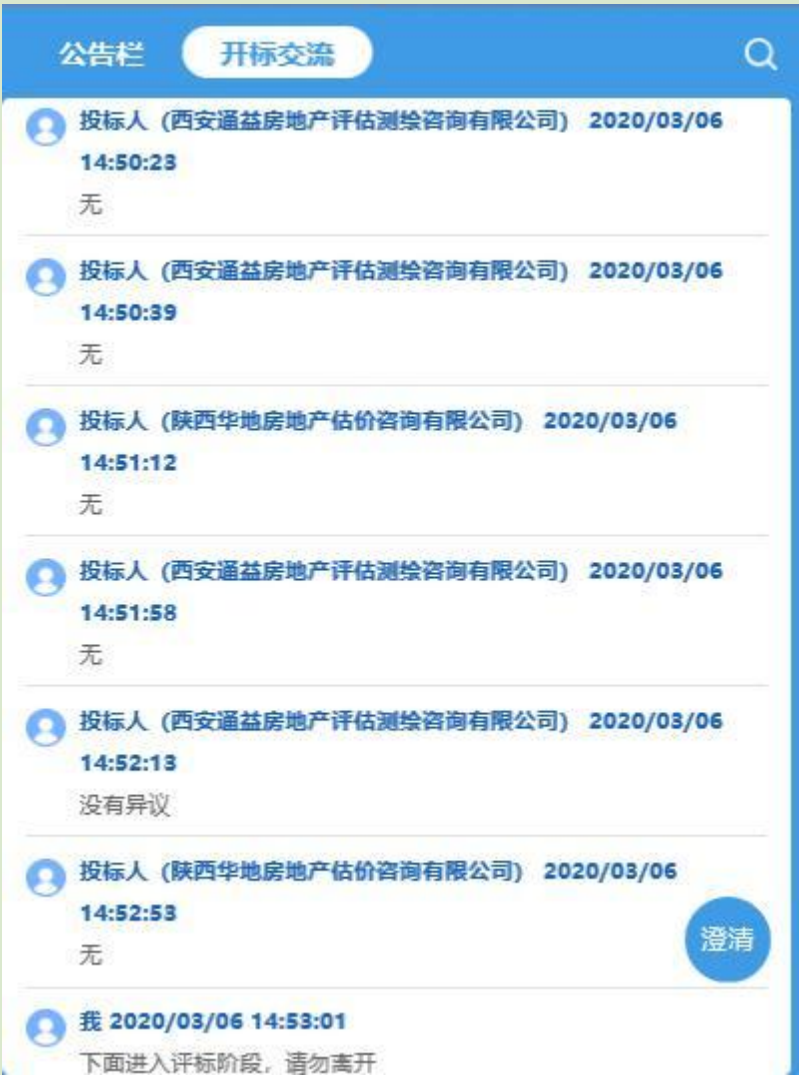 公告栏 开标交流
投标人（西安通益房地产评估测绘咨询有限公司） 2020/03/06
14:50:23
无
投标人（西安通益房地产评估测绘咨询有限公司） 2020/03/06
14:50:39
无
投标人（陕西华地房地产估价咨询有限公司） 2020/03/06
14:51:12
无
投标人（西安通益房地产评估测绘咨询有限公司） 2020/03/06
14:51:58
无
投标人（西安通益房地产评估测绘咨询有限公司） 2020/03/06
14:52:13
没有异议
投标人（陕西华地房地产估价咨询有限公司） 2020/03/06
14:52:53
无
澄清
我 2020/03/06 14:53:01
下面进入评标阶段，请勿离开